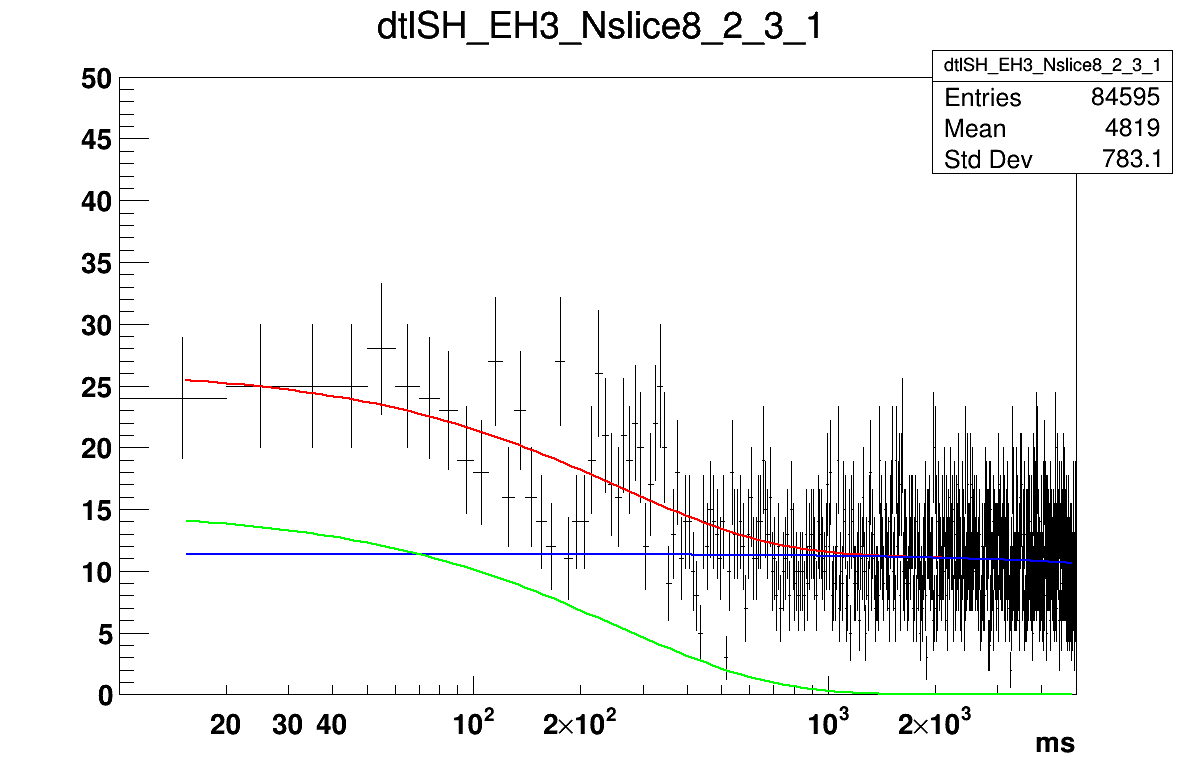 dtlSH_EH3_Nslice8_2_3_1
dtlSH_EH3_Nslice8_2_3_1
Entries 84595
Mean 4819
Std Dev 783.1
50
45
40
35
30
25
20
15
10
5
0
20 30 40 10² 2×10² 10³ 2×10³
ms